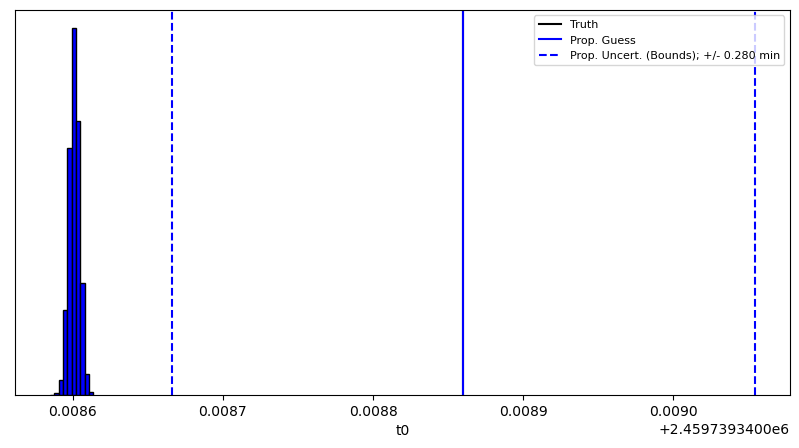 Truth
Prop. Guess
Prop. Uncert. (Bounds); +/- 0.280 min
0.0086 0.0087 0.0088 0.0089 0.0090
t0
+2.4597393400e6